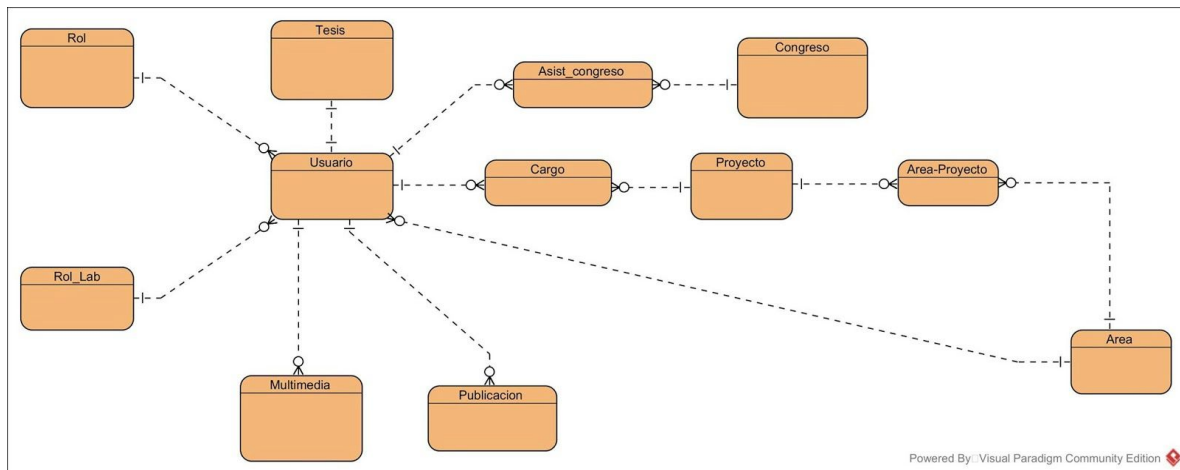 Rol
Tesis
Congreso
Asist_congreso
Usuario
Cargo
Proyecto
Area-Proyecto
Rol_Lab
Area
Multimedia
Publicacion
Powered By Visual Paradigm Community Edition